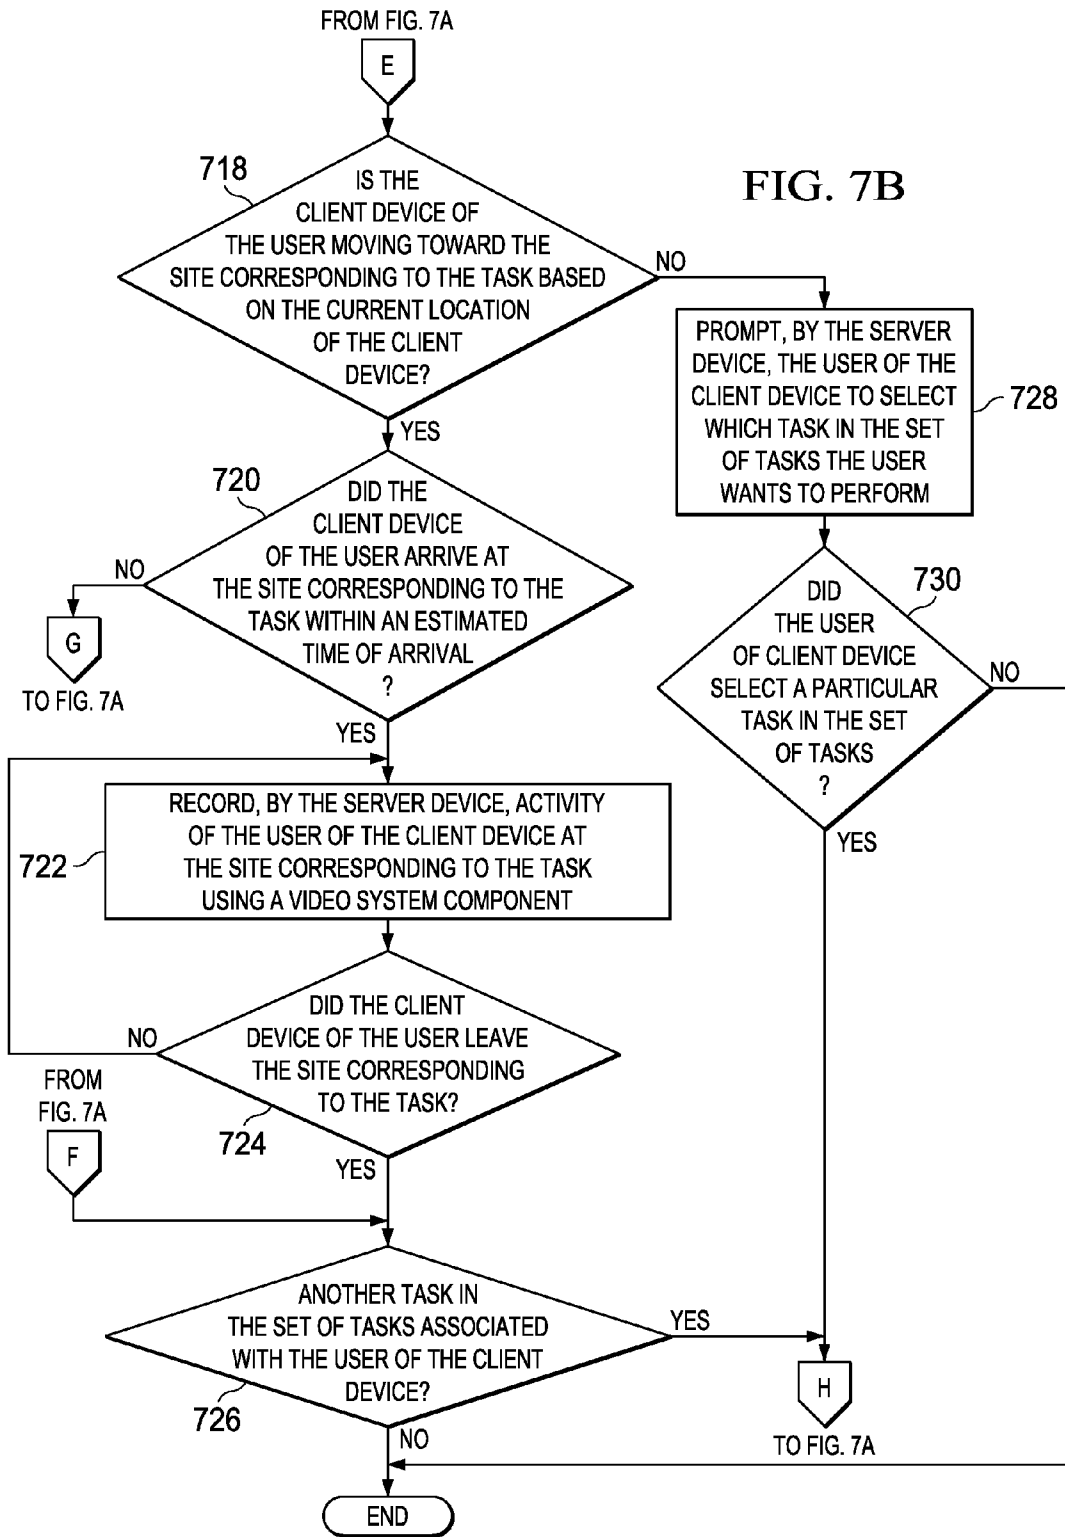 FROM FIG. 7A
E
718
IS THE
CLIENT DEVICE OF
THE USER MOVING TOWARD THE
SITE CORRESPONDING TO THE TASK BASED
ON THE CURRENT LOCATION
OF THE CLIENT
DEVICE?
FIG. 7B
NO
YES
PROMPT, BY THE SERVER
DEVICE, THE USER OF THE
CLIENT DEVICE TO SELECT
WHICH TASK IN THE SET
OF TASKS THE USER
WANTS TO PERFORM
728
720
DID THE
CLIENT DEVICE
OF THE USER ARRIVE AT
THE SITE CORRESPONDING TO THE
TASK WITHIN AN ESTIMATED
TIME OF ARRIVAL
?
NO
G
TO FIG. 7A
YES
730
DID
THE USER
OF CLIENT DEVICE
SELECT A PARTICULAR
TASK IN THE SET
OF TASKS
?
NO
YES
722
RECORD, BY THE SERVER DEVICE, ACTIVITY
OF THE USER OF THE CLIENT DEVICE AT
THE SITE CORRESPONDING TO THE TASK
USING A VIDEO SYSTEM COMPONENT
DID THE CLIENT
DEVICE OF THE USER LEAVE
THE SITE CORRESPONDING
TO THE TASK?
NO
724
YES
FROM
FIG. 7A
F
ANOTHER TASK IN
THE SET OF TASKS ASSOCIATED
WITH THE USER OF THE CLIENT
DEVICE?
726
YES
NO
H
TO FIG. 7A
END